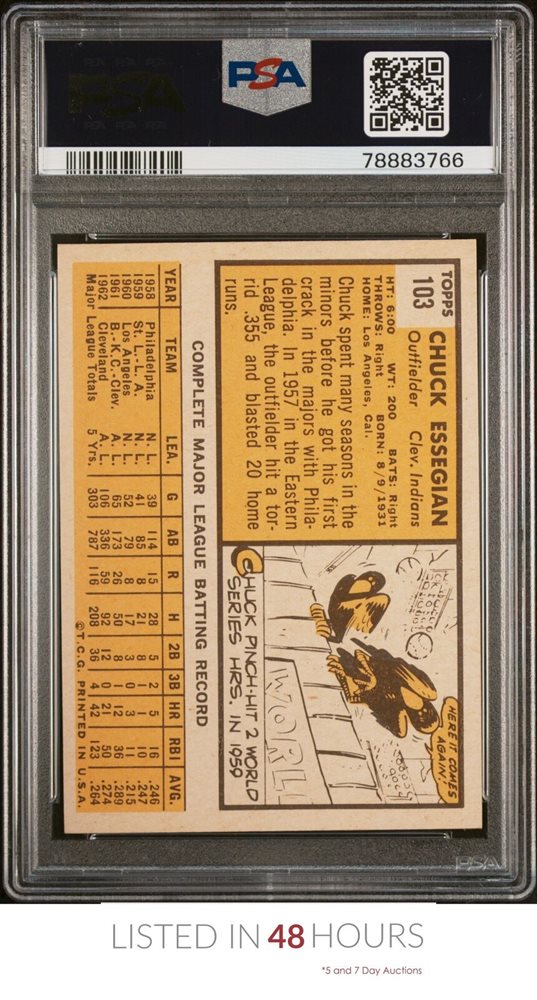 PSA
78883766
TOPPS
103
CHUCK ESSEGIAN
Outfielder Clev. Indians
HT: 6:00 WT: 200 BATS: Right
THROWS: Right BORN: 8/9/1931
HOME: Los Angeles, Cal.
Chuck spent many seasons in the
minors before he got his first
crack in the majors with Phila-
delphia. In 1957 in the Eastern
League, the outfielder hit a tor-
rid .355 and blasted 20 home
runs.
HERE IT COMES
AGAIN!
WORL
CHUCK PINCH-HIT 2 WORLD
SERIES HRS. IN 1959
COMPLETE MAJOR LEAGUE BATTING RECORD
YEAR TEAM LEA. G AB R H 2B 3B HR RBI AVG.
1958 Philadelphia N. L. 39 114 15 28 5 2 5 16 .246
1959 St. L.-L. A. N. L. 41 85 8 21 8 1 1 10 .247
1960 Los Angeles N. L. 52 79 8 17 3 0 3 11 .215
1961 B.-K. C.-Clev. A. L. 65 173 26 50 8 1 12 36 .289
1962 Cleveland A. L. 106 336 59 92 12 0 21 50 .274
Major League Totals 5 Yrs. 303 787 116 208 36 4 42 123 .264
©T.C.G. PRINTED IN U.S.A.
PSA
LISTED IN 48 HOURS
*5 and 7 Day Auctions